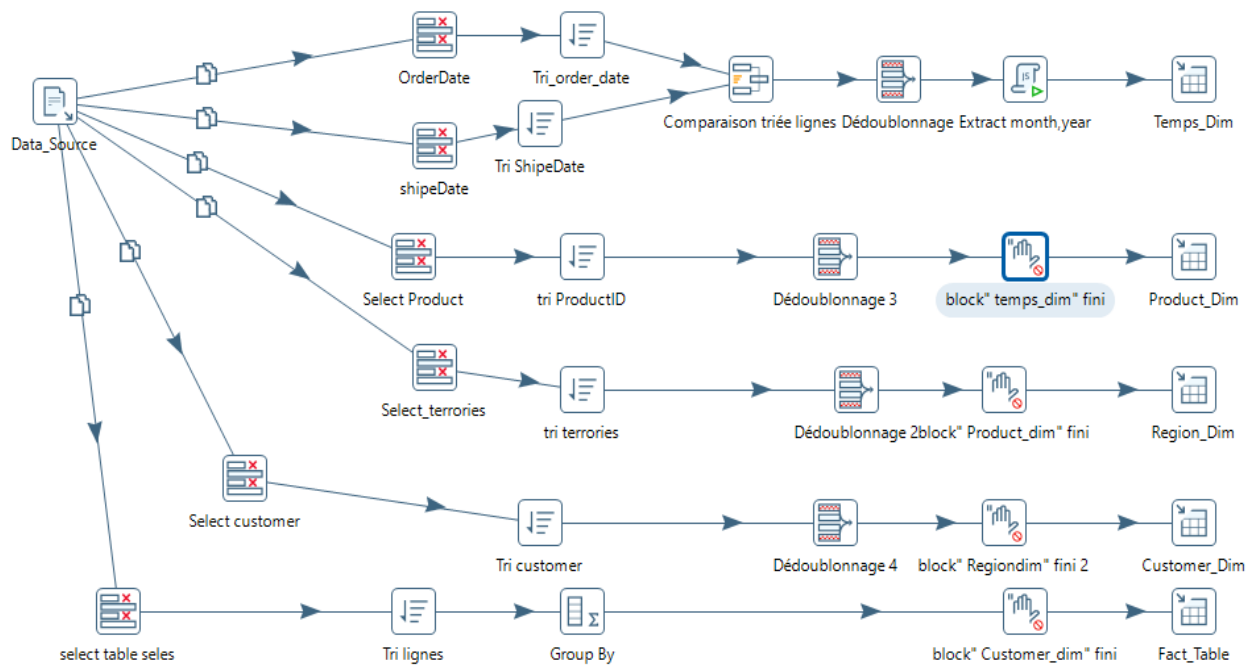 OrderDate
Tri_order_date
Data_Source
Comparaison triée lignes
Dédoublonnage
Extract month,year
Temps_Dim
Tri ShipeDate
shipeDate
Select Product
tri ProductID
Dédoublonnage 3
block" temps_dim" fini
Product_Dim
Select_terrories
tri terrories
Dédoublonnage 2
block" Product_dim" fini
Region_Dim
Select customer
Tri customer
Dédoublonnage 4
block" Regiondim" fini 2
Customer_Dim
select table seles
Tri lignes
Group By
block" Customer_dim" fini
Fact_Table